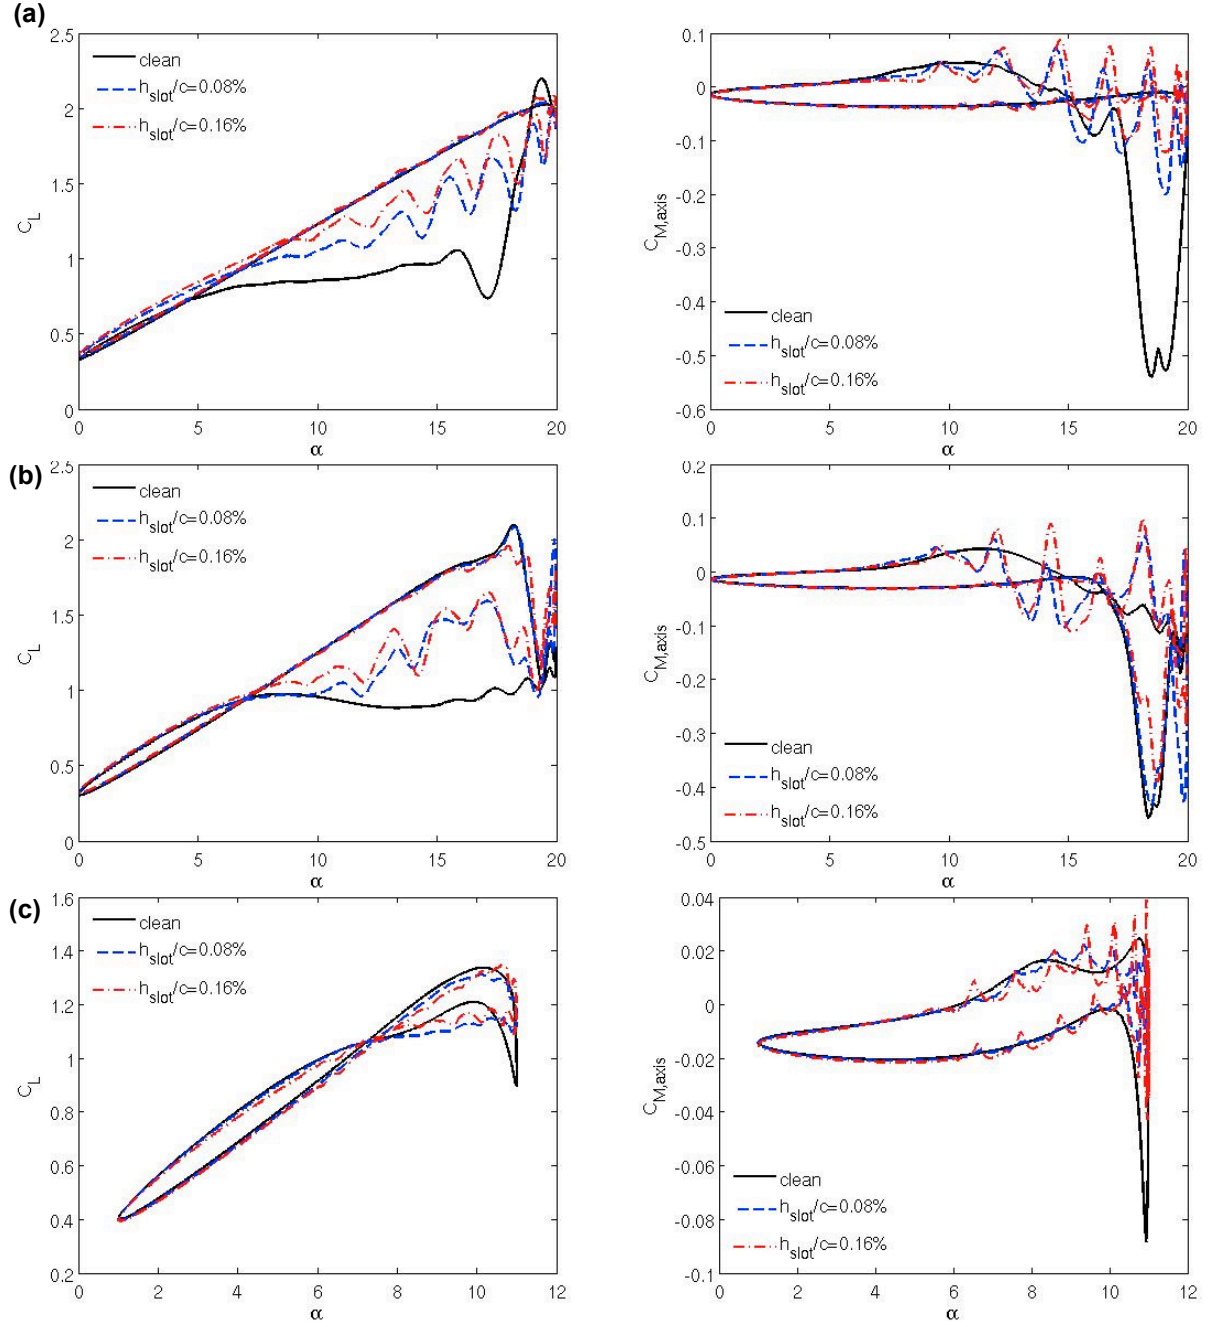 (a)
2.5
2
1.5
1
0.5
0
C_L
clean
h_slot/c=0.08%
h_slot/c=0.16%
0 5 10 15 20
α
0.1
0
-0.1
-0.2
-0.3
-0.4
-0.5
-0.6
C_M,axis
clean
h_slot/c=0.08%
h_slot/c=0.16%
0 5 10 15 20
α
(b)
2.5
2
1.5
1
0.5
0
C_L
clean
h_slot/c=0.08%
h_slot/c=0.16%
0 5 10 15 20
α
0.2
0.1
0
-0.1
-0.2
-0.3
-0.4
-0.5
C_M,axis
clean
h_slot/c=0.08%
h_slot/c=0.16%
0 5 10 15 20
α
(c)
1.6
1.4
1.2
1
0.8
0.6
0.4
0.2
C_L
clean
h_slot/c=0.08%
h_slot/c=0.16%
0 2 4 6 8 10 12
α
0.04
0.02
0
-0.02
-0.04
-0.06
-0.08
-0.1
C_M,axis
clean
h_slot/c=0.08%
h_slot/c=0.16%
0 2 4 6 8 10 12
α